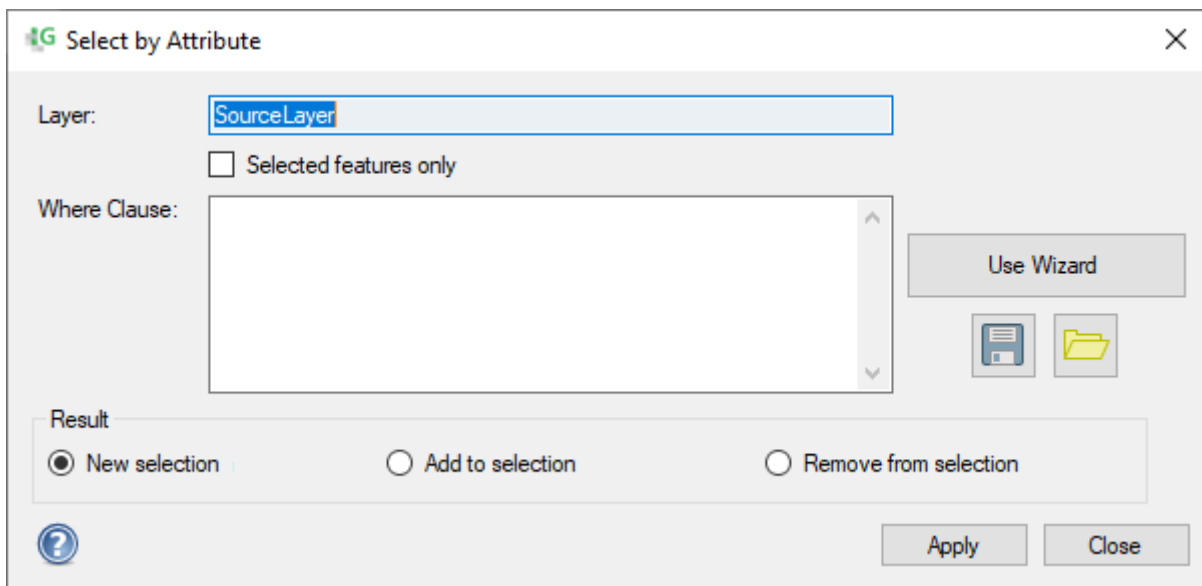 Select by Attribute
Layer: SourceLayer
Selected features only
Where Clause:
Use Wizard
Result
New selection Add to selection Remove from selection
Apply Close